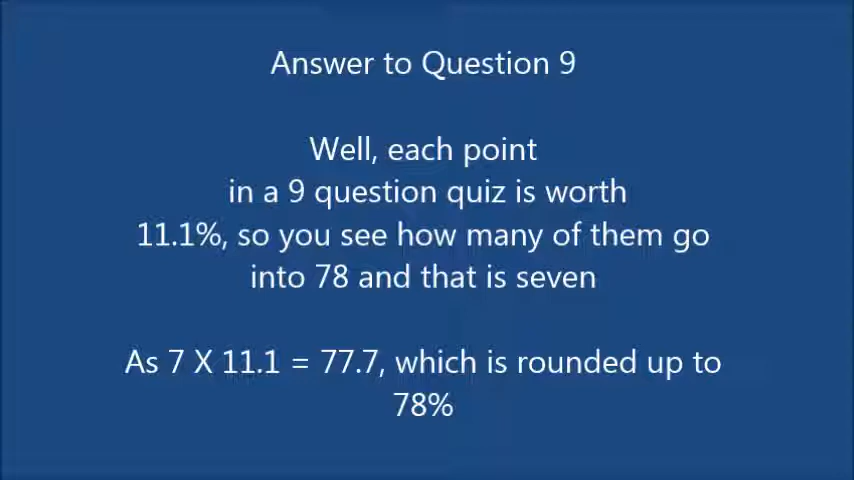 Answer to Question 9
Well, each point
in a 9 question quiz is worth
11.1%, so you see how many of them go
into 78 and that is seven
As 7 X 11.1 = 77.7, which is rounded up to
78%